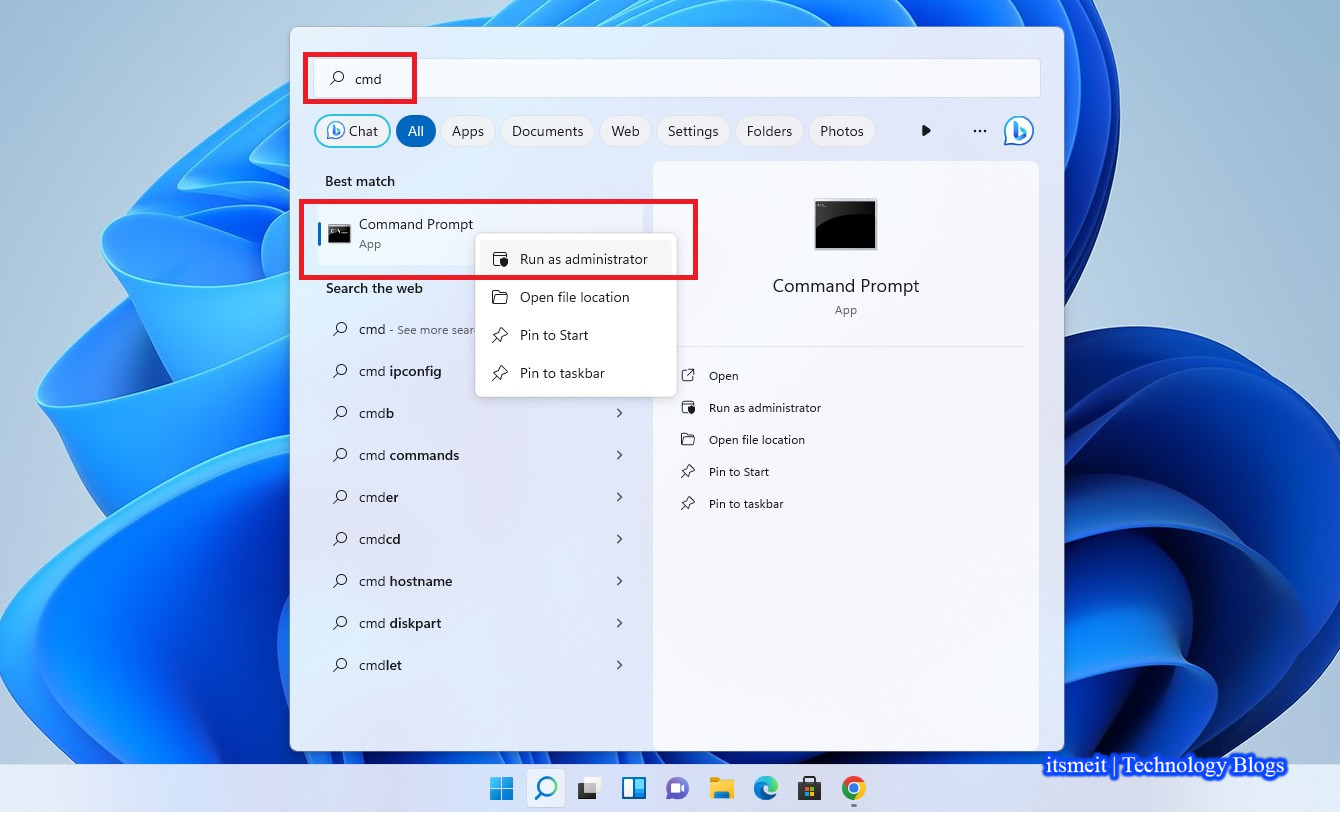 cmd
Chat All Apps Documents Web Settings Folders Photos ...
Best match
Command Prompt
App
Run as administrator
Open file location
Pin to Start
Pin to taskbar
Search the web
cmd - See more sear
cmd ipconfig
cmdb
cmd commands
cmder
cmdcd
cmd hostname
cmd diskpart
cmdlet
Command Prompt
App
Open
Run as administrator
Open file location
Pin to Start
Pin to taskbar
itsmeit | Technology Blogs